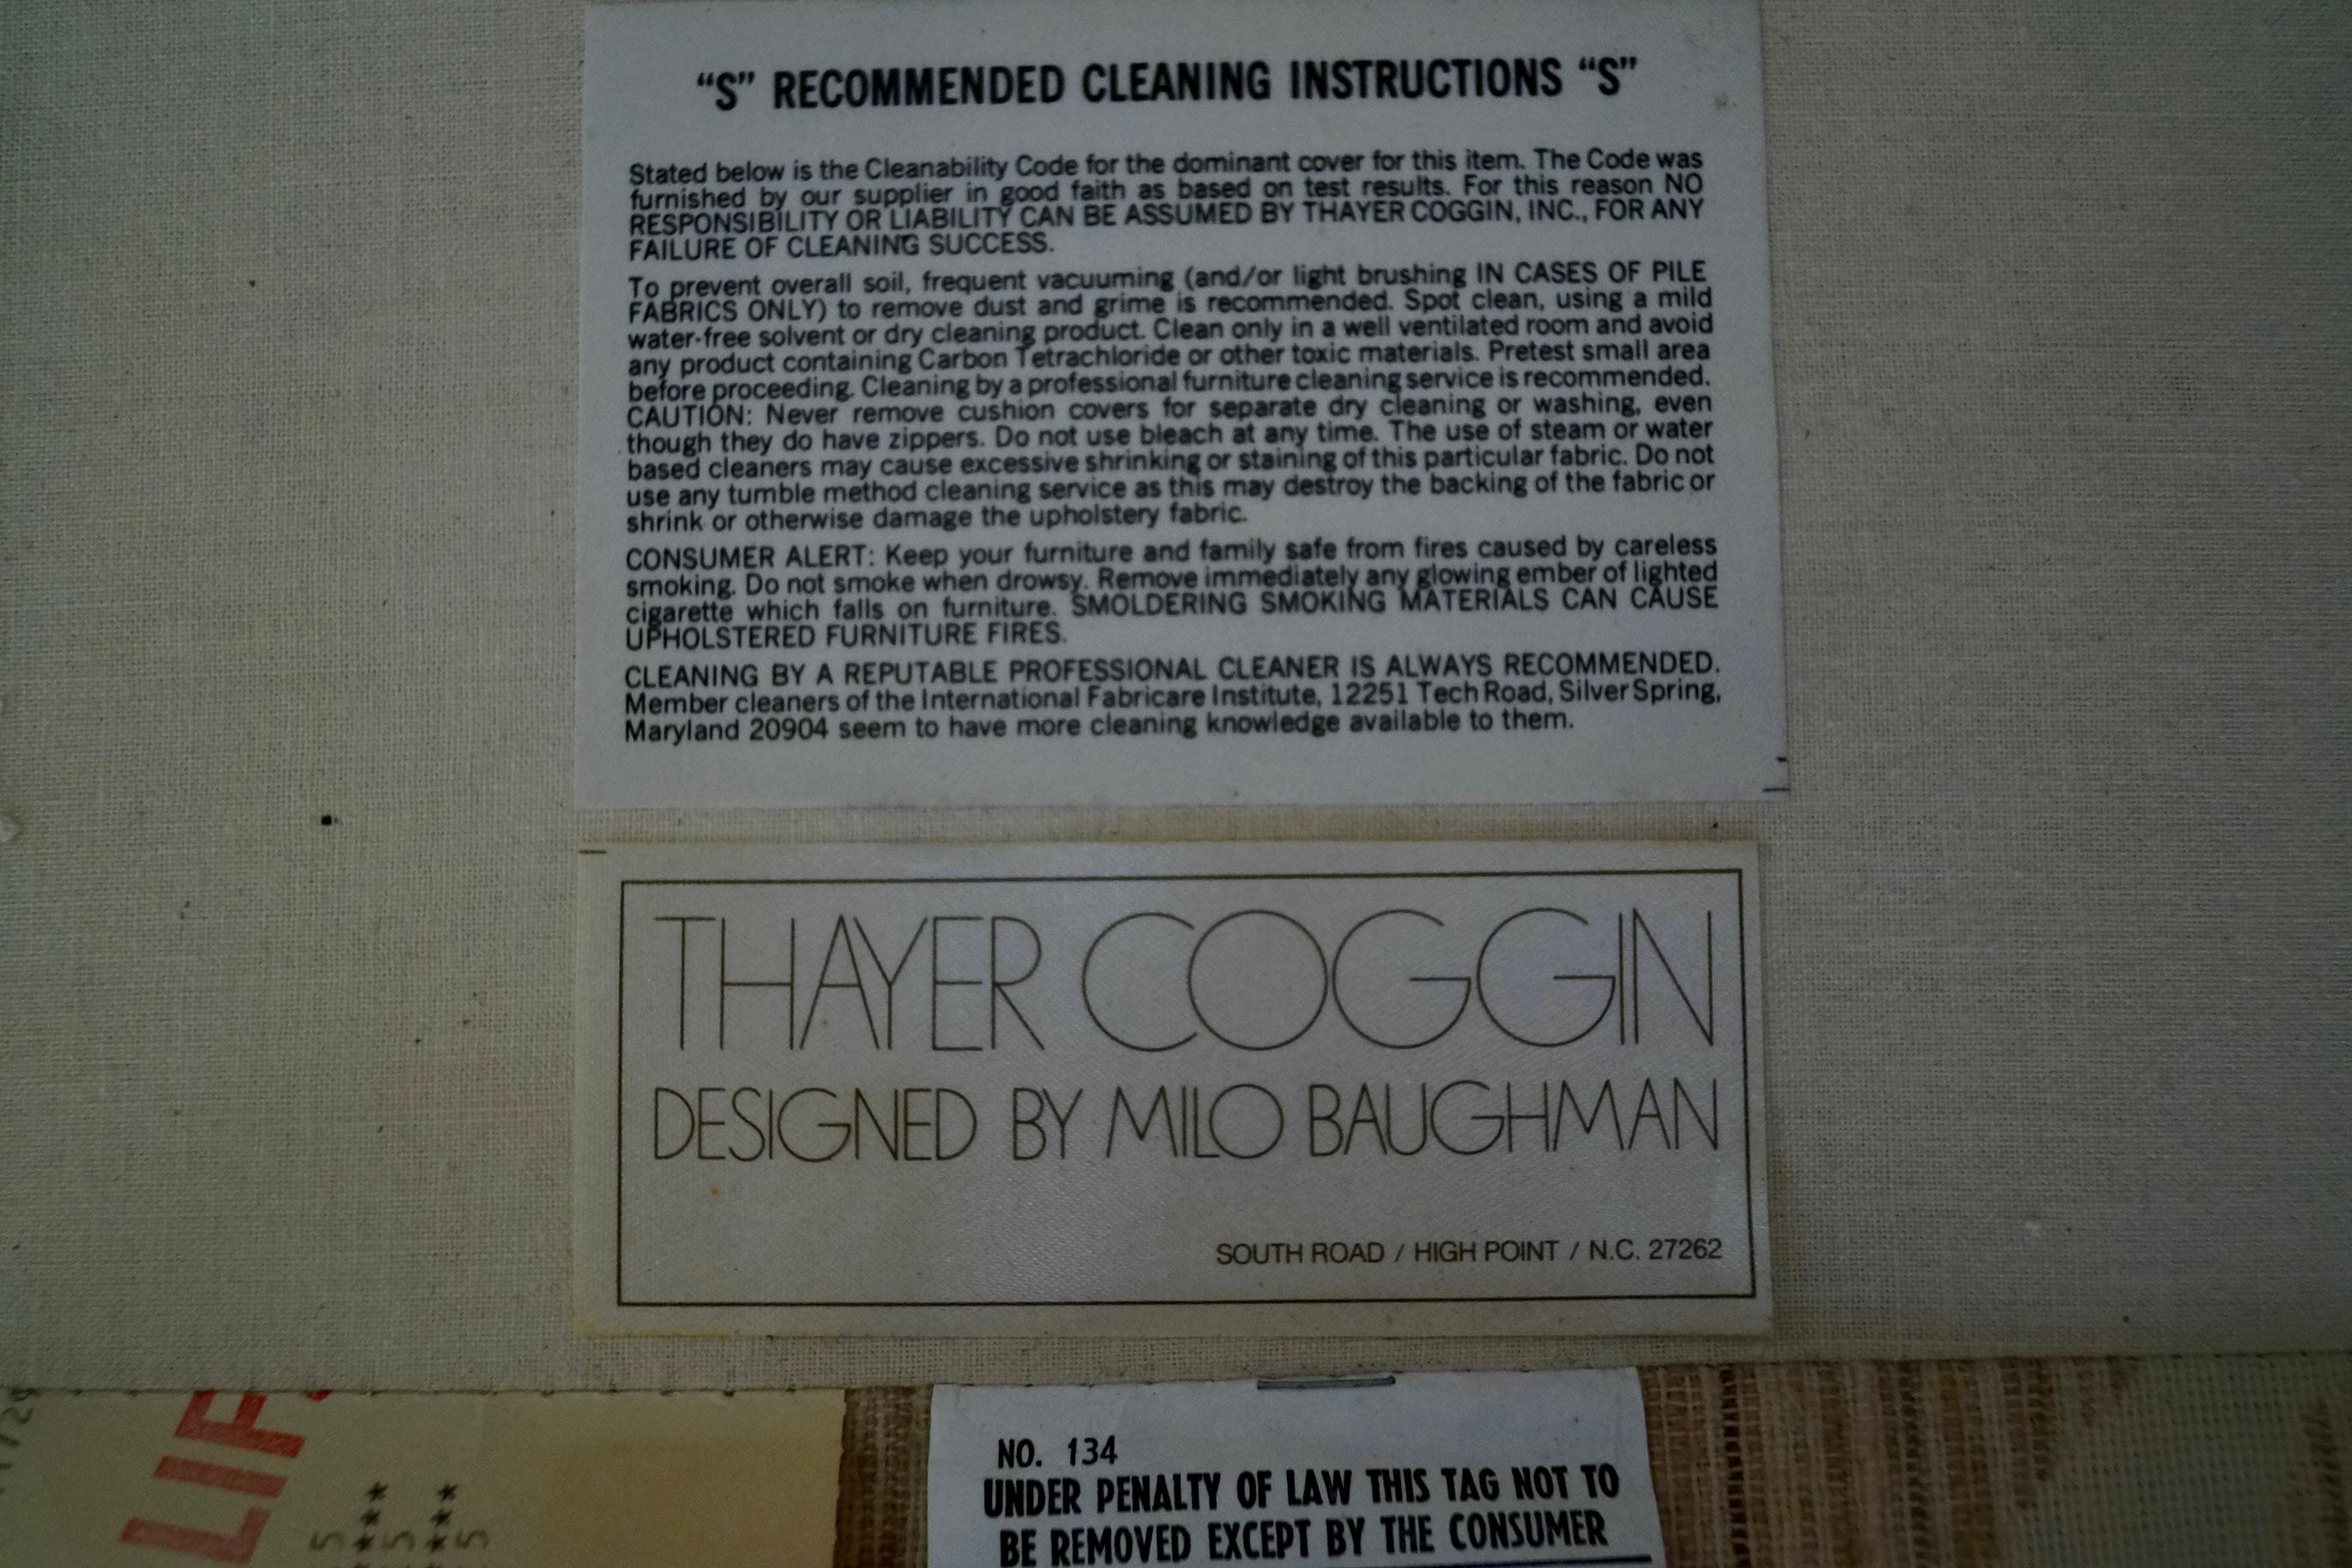 “S” RECOMMENDED CLEANING INSTRUCTIONS “S”
Stated below is the Cleanability Code for the dominant cover for this item. The Code was
furnished by our supplier in good faith as based on test results. For this reason NO
RESPONSIBILITY OR LIABILITY CAN BE ASSUMED BY THAYER COGGIN, INC., FOR ANY
FAILURE OF CLEANING SUCCESS.
To prevent overall soil, frequent vacuuming (and/or light brushing IN CASES OF PILE
FABRICS ONLY) to remove dust and grime is recommended. Spot clean, using a mild
water-free solvent or dry cleaning product. Clean only in a well ventilated room and avoid
any product containing Carbon Tetrachloride or other toxic materials. Pretest small area
before proceeding. Cleaning by a professional furniture cleaning service is recommended.
CAUTION: Never remove cushion covers for separate dry cleaning or washing, even
though they do have zippers. Do not use bleach at any time. The use of steam or water
based cleaners may cause excessive shrinking or staining of this particular fabric. Do not
use any tumble method cleaning service as this may destroy the backing of the fabric or
shrink or otherwise damage the upholstery fabric.
CONSUMER ALERT: Keep your furniture and family safe from fires caused by careless
smoking. Do not smoke when drowsy. Remove immediately any glowing ember of lighted
cigarette which falls on furniture. SMOLDERING SMOKING MATERIALS CAN CAUSE
UPHOLSTERED FURNITURE FIRES.
CLEANING BY A REPUTABLE PROFESSIONAL CLEANER IS ALWAYS RECOMMENDED.
Member cleaners of the International Fabricare Institute, 12251 Tech Road, Silver Spring,
Maryland 20904 seem to have more cleaning knowledge available to them.
THAYER COGGIN
DESIGNED BY MILO BAUGHMAN
SOUTH ROAD / HIGH POINT / N.C. 27262
NO. 134
UNDER PENALTY OF LAW THIS TAG NOT TO
BE REMOVED EXCEPT BY THE CONSUMER